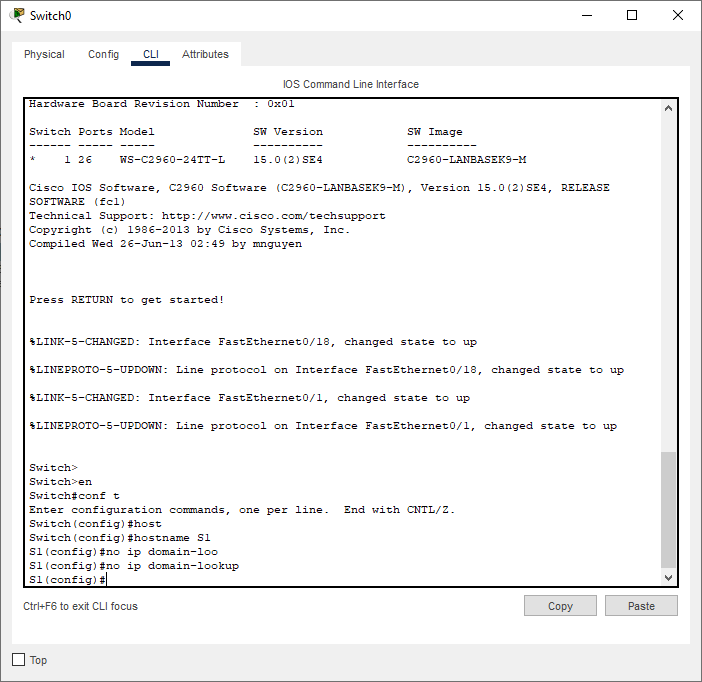 Switch0
Physical Config CLI Attributes
IOS Command Line Interface
Hardware Board Revision Number  : 0x01
Switch Ports Model              SW Version            SW Image
------ ----- -----              ----------            ----------
*    1 26    WS-C2960-24TT-L    15.0(2)SE4            C2960-LANBASEK9-M
Cisco IOS Software, C2960 Software (C2960-LANBASEK9-M), Version 15.0(2)SE4, RELEASE
SOFTWARE (fc1)
Technical Support: http://www.cisco.com/techsupport
Copyright (c) 1986-2013 by Cisco Systems, Inc.
Compiled Wed 26-Jun-13 02:49 by mnguyen
Press RETURN to get started!
%LINK-5-CHANGED: Interface FastEthernet0/18, changed state to up
%LINEPROTO-5-UPDOWN: Line protocol on Interface FastEthernet0/18, changed state to up
%LINK-5-CHANGED: Interface FastEthernet0/1, changed state to up
%LINEPROTO-5-UPDOWN: Line protocol on Interface FastEthernet0/1, changed state to up
Switch>
Switch>en
Switch#conf t
Enter configuration commands, one per line.  End with CNTL/Z.
Switch(config)#host
Switch(config)#hostname S1
S1(config)#no ip domain-loo
S1(config)#no ip domain-lookup
S1(config)#
Ctrl+F6 to exit CLI focus
Copy
Paste
Top